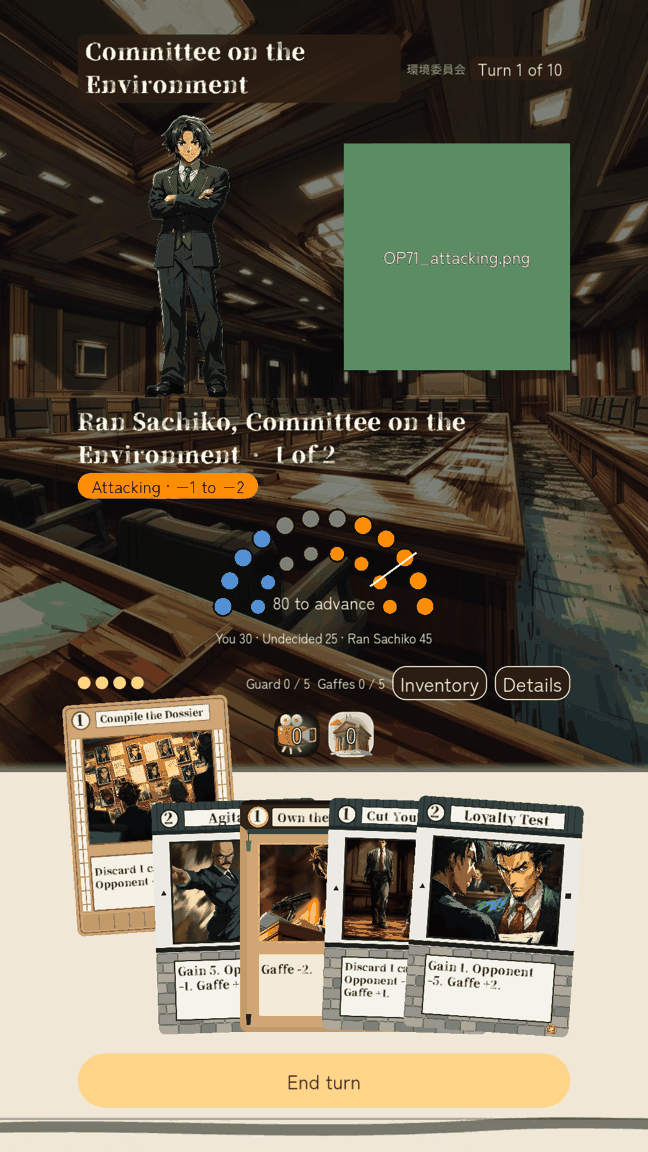 Committee on the
Environment
環境委員会
Turn 1 of 10
OP71_attacking.png
Ran Sachiko, Committee on the
Environment · 1 of 2
Attacking · −1 to −2
80 to advance
You 30 · Undecided 25 · Ran Sachiko 45
Guard 0 / 5 Gaffes 0 / 5
Inventory
Details
0
0
1 Compile the Dossier
Discard 1
Opponent
2
Gain 5.
-1. Gaffe
1 Own the
Gaffe -2.
1 Cut
Discard 1
Opponent
Gaffe +1.
2 Loyalty Test
Gain 1. Opponent
-5. Gaffe +2.
End turn